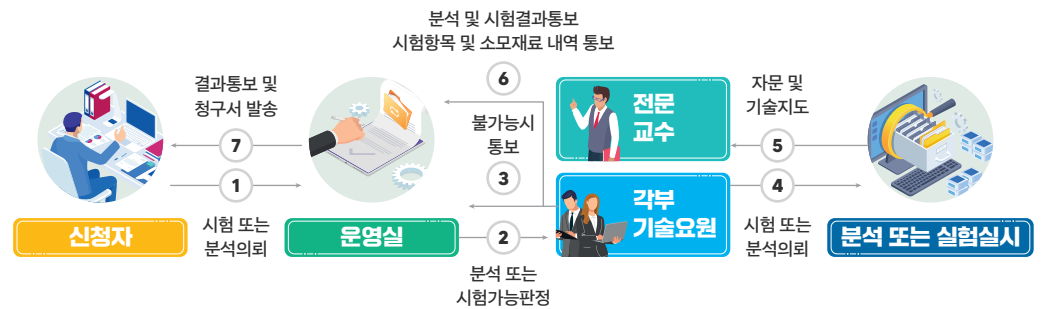 분석 및 시험결과통보
시험항목 및 소모재료 내역 통보
6
결과통보 및
청구서 발송
7
1
시험 또는
분석의뢰
신청자
운영실
불가능시
통보
3
2
분석 또는
시험가능판정
전문
교수
각부
기술요원
자문 및
기술지도
5
4
시험 또는
분석의뢰
분석 또는 실험실시